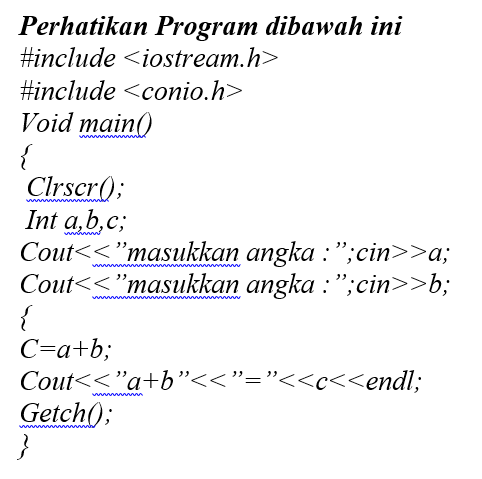 Perhatikan Program dibawah ini
#include <iostream.h>
#include <conio.h>
Void main()
{
Clrscr();
Int a,b,c;
Cout<<”masukkan angka :”;cin>>a;
Cout<<”masukkan angka :”;cin>>b;
{
C=a+b;
Cout<<”a+b”<<”=”<<c<<endl;
Getch();
}